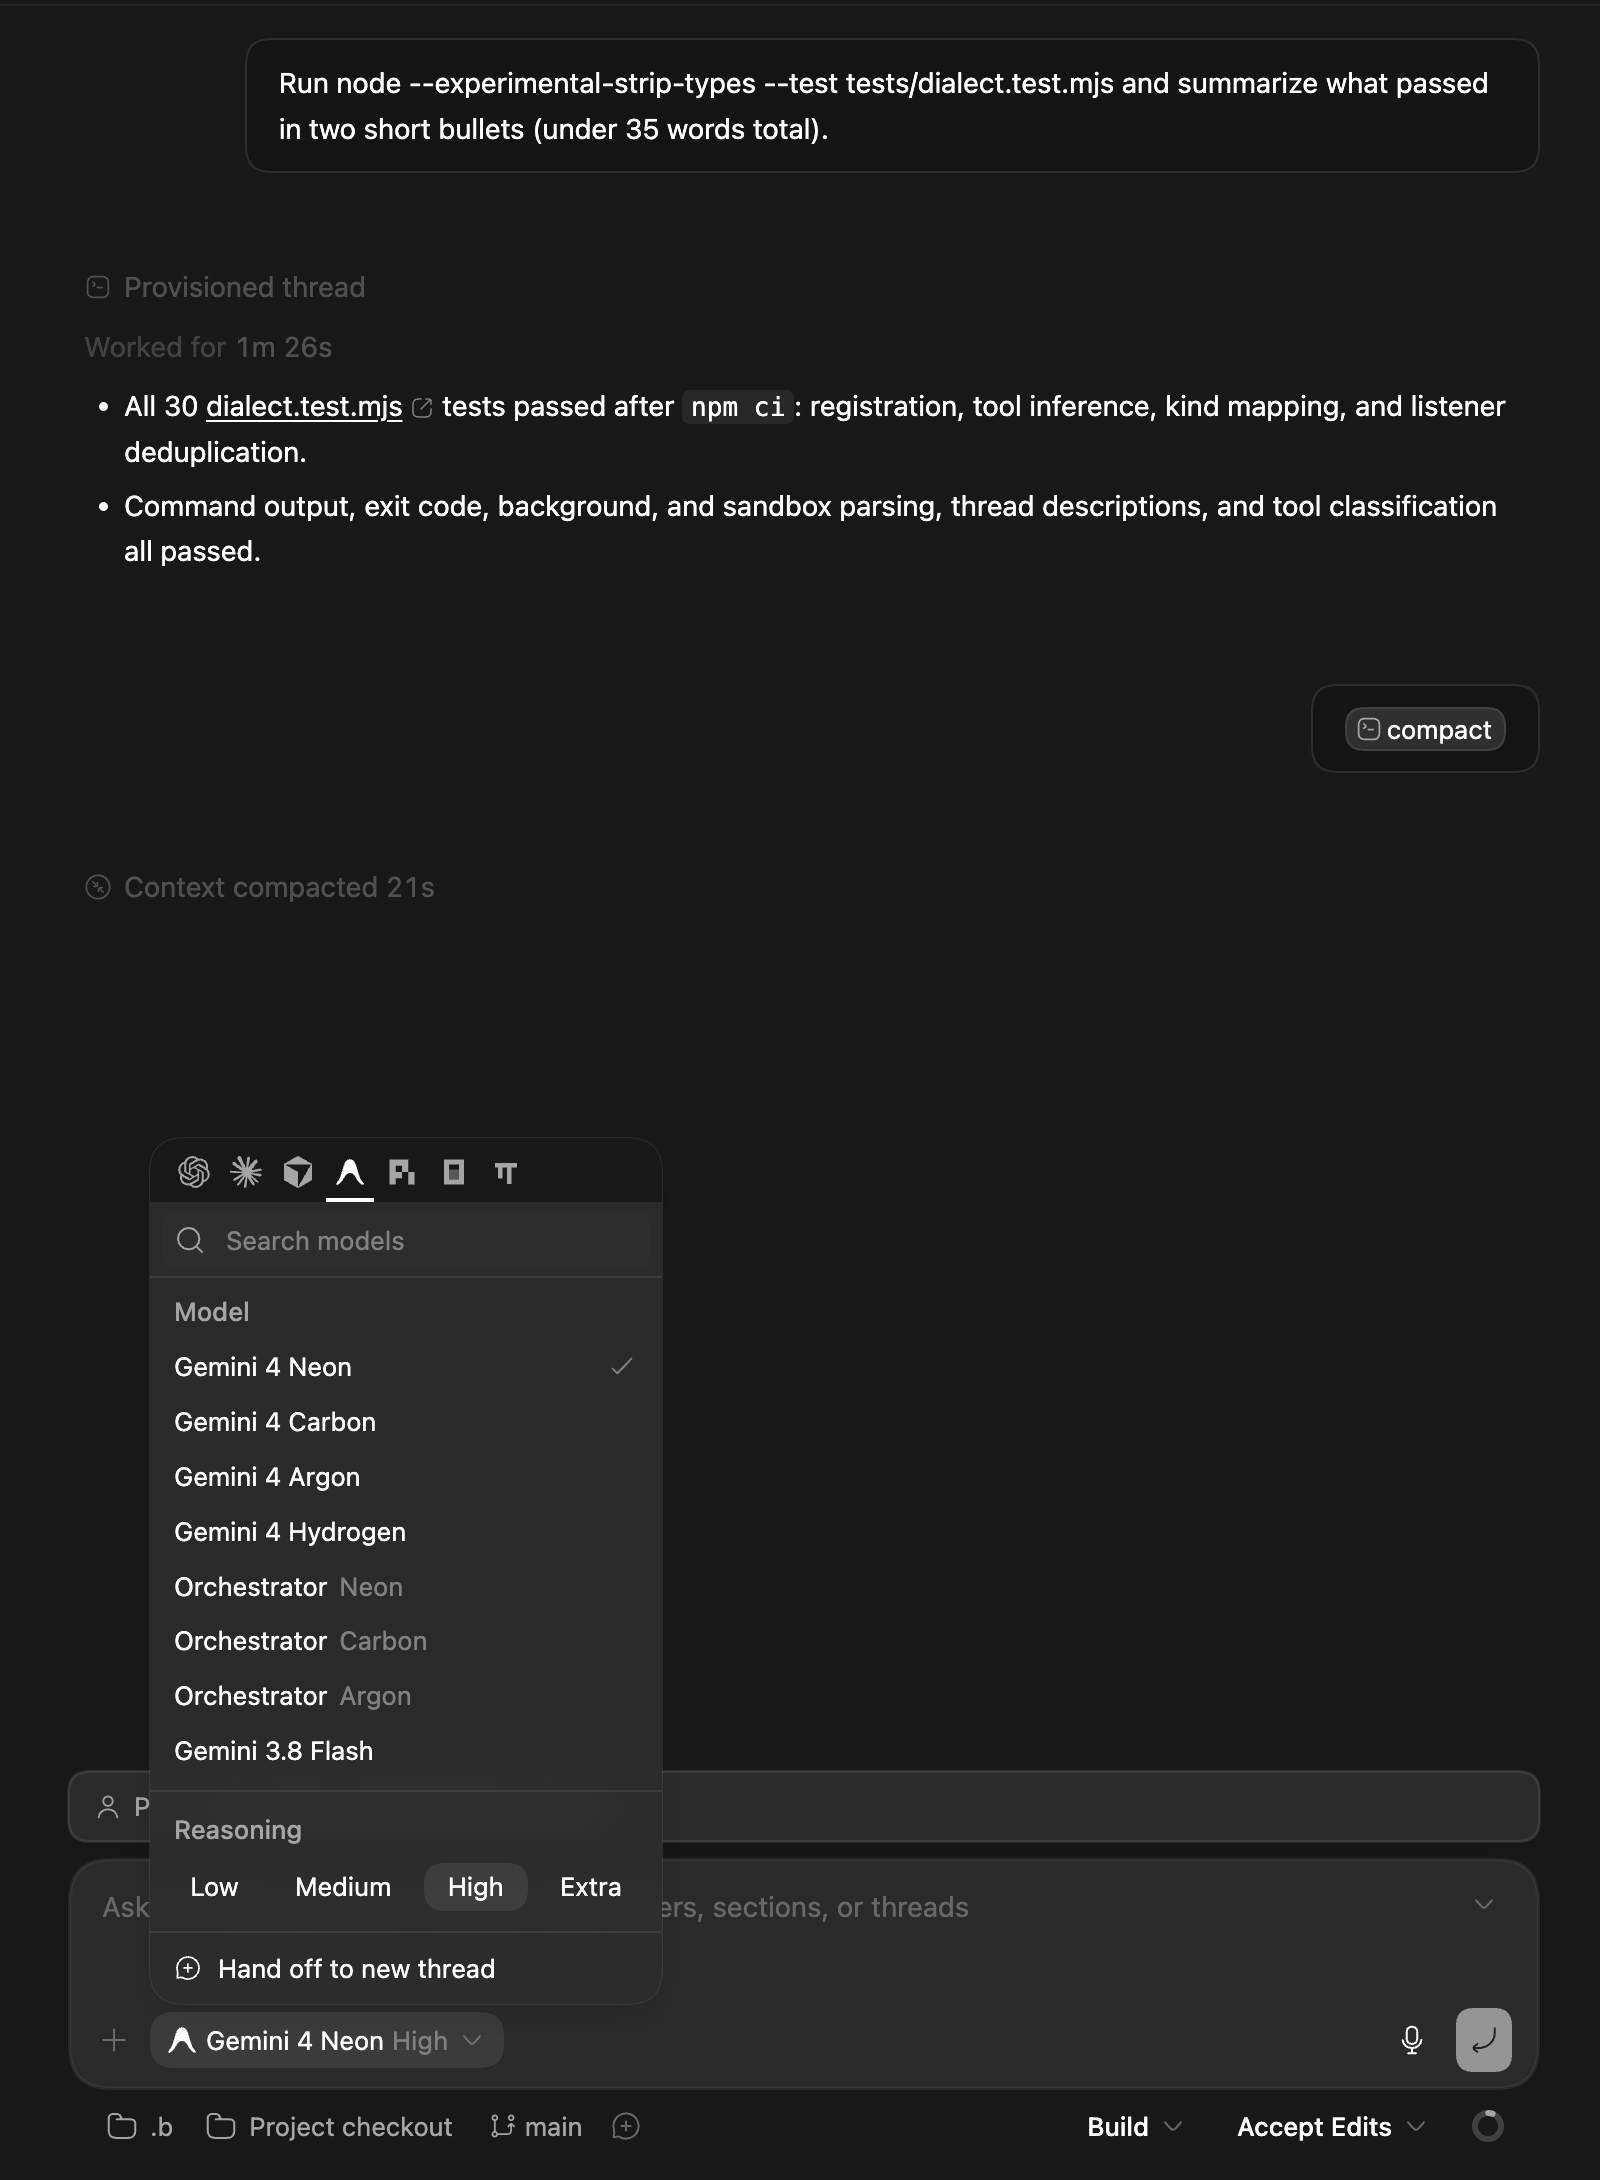 Run node --experimental-strip-types --test tests/dialect.test.mjs and summarize what passed
in two short bullets (under 35 words total).
Provisioned thread
Worked for 1m 26s
• All 30 dialect.test.mjs tests passed after npm ci: registration, tool inference, kind mapping, and listener
deduplication.
• Command output, exit code, background, and sandbox parsing, thread descriptions, and tool classification
all passed.
compact
Context compacted 21s
Search models
Model
Gemini 4 Neon
Gemini 4 Carbon
Gemini 4 Argon
Gemini 4 Hydrogen
Orchestrator Neon
Orchestrator Carbon
Orchestrator Argon
Gemini 3.8 Flash
P
Reasoning
Low Medium High Extra
Ask
ers, sections, or threads
Hand off to new thread
Gemini 4 Neon High
.b Project checkout main Build Accept Edits